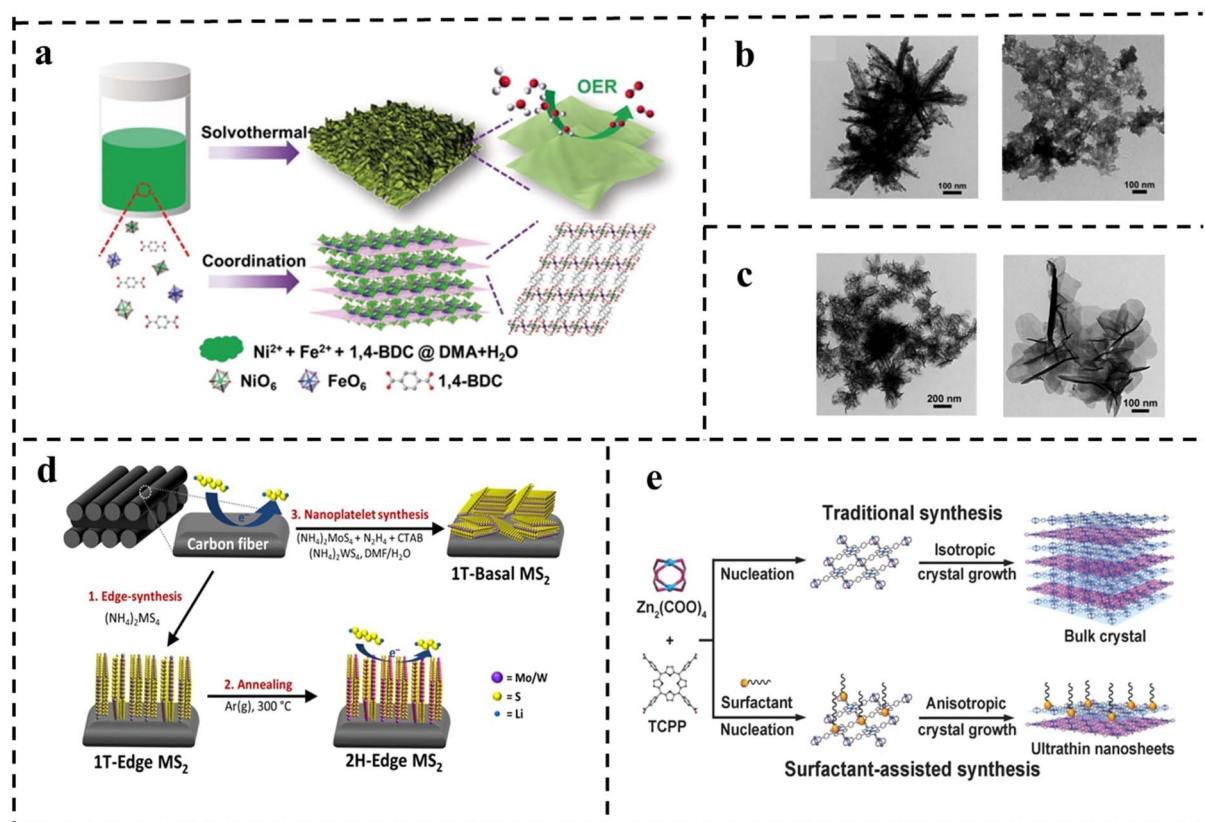 a
Solvothermal
OER
Coordination
Ni²⁺ + Fe²⁺ + 1,4-BDC @ DMA+H₂O
NiO₆
FeO₆
1,4-BDC
b
100 nm
100 nm
c
200 nm
100 nm
d
e⁻
Carbon fiber
3. Nanoplatelet synthesis
(NH₄)₂MoS₄ + N₂H₄ + CTAB
(NH₄)₂WS₄, DMF/H₂O
1T-Basal MS₂
1. Edge-synthesis
(NH₄)₂MS₄
2. Annealing
Ar(g), 300 °C
e⁻
= Mo/W
= S
= Li
1T-Edge MS₂
2H-Edge MS₂
e
Traditional synthesis
Zn₂(COO)₄
+
TCPP
Nucleation
Isotropic
crystal growth
Bulk crystal
Surfactant
Nucleation
Anisotropic
crystal growth
Ultrathin nanosheets
Surfactant-assisted synthesis